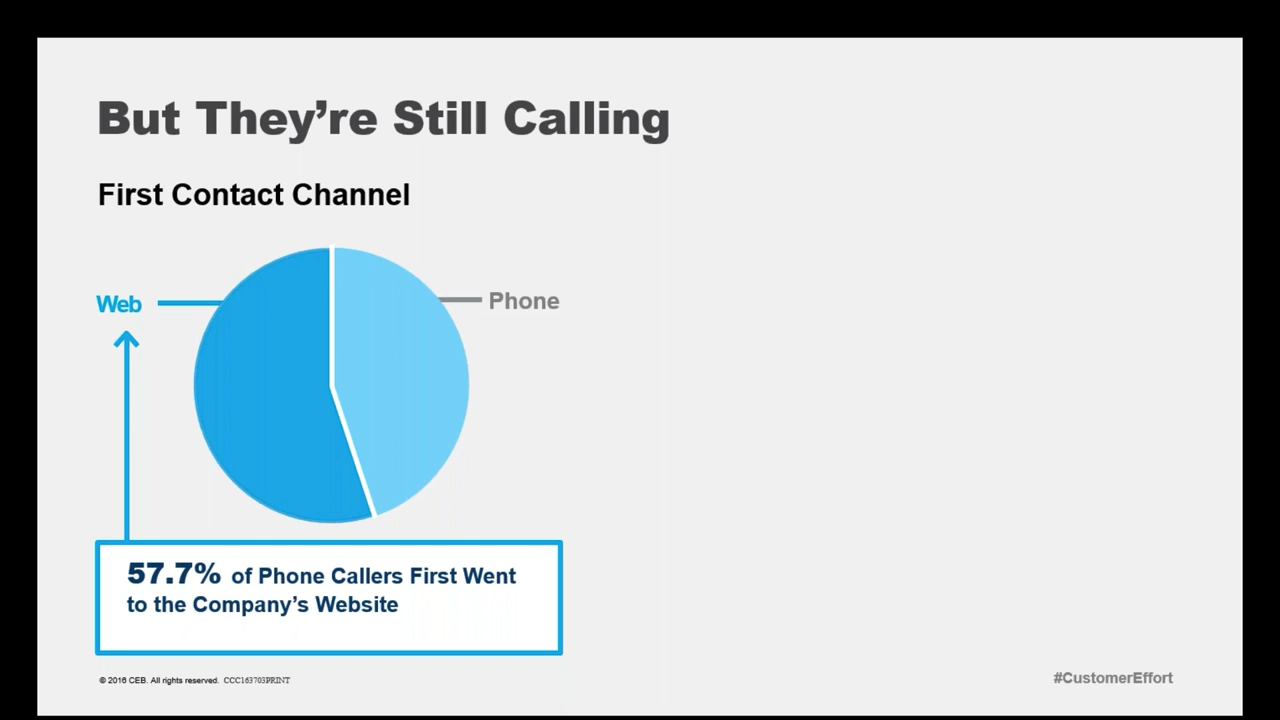 But They’re Still Calling
First Contact Channel
Web
Phone
57.7% of Phone Callers First Went
to the Company’s Website
© 2016 CEB. All rights reserved. CCC163703PRINT
#CustomerEffort